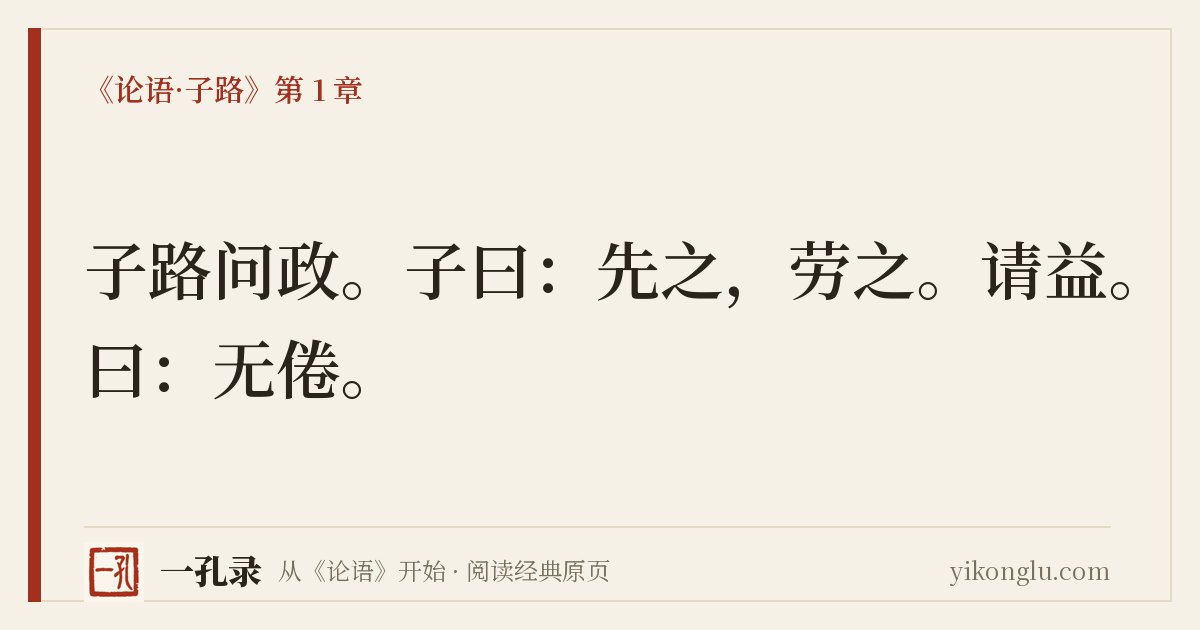 《论语·子路》第 1 章
子路问政。子曰：先之，劳之。请益。
曰：无倦。
一孔 一孔录 从《论语》开始 · 阅读经典原页 yikonglu.com